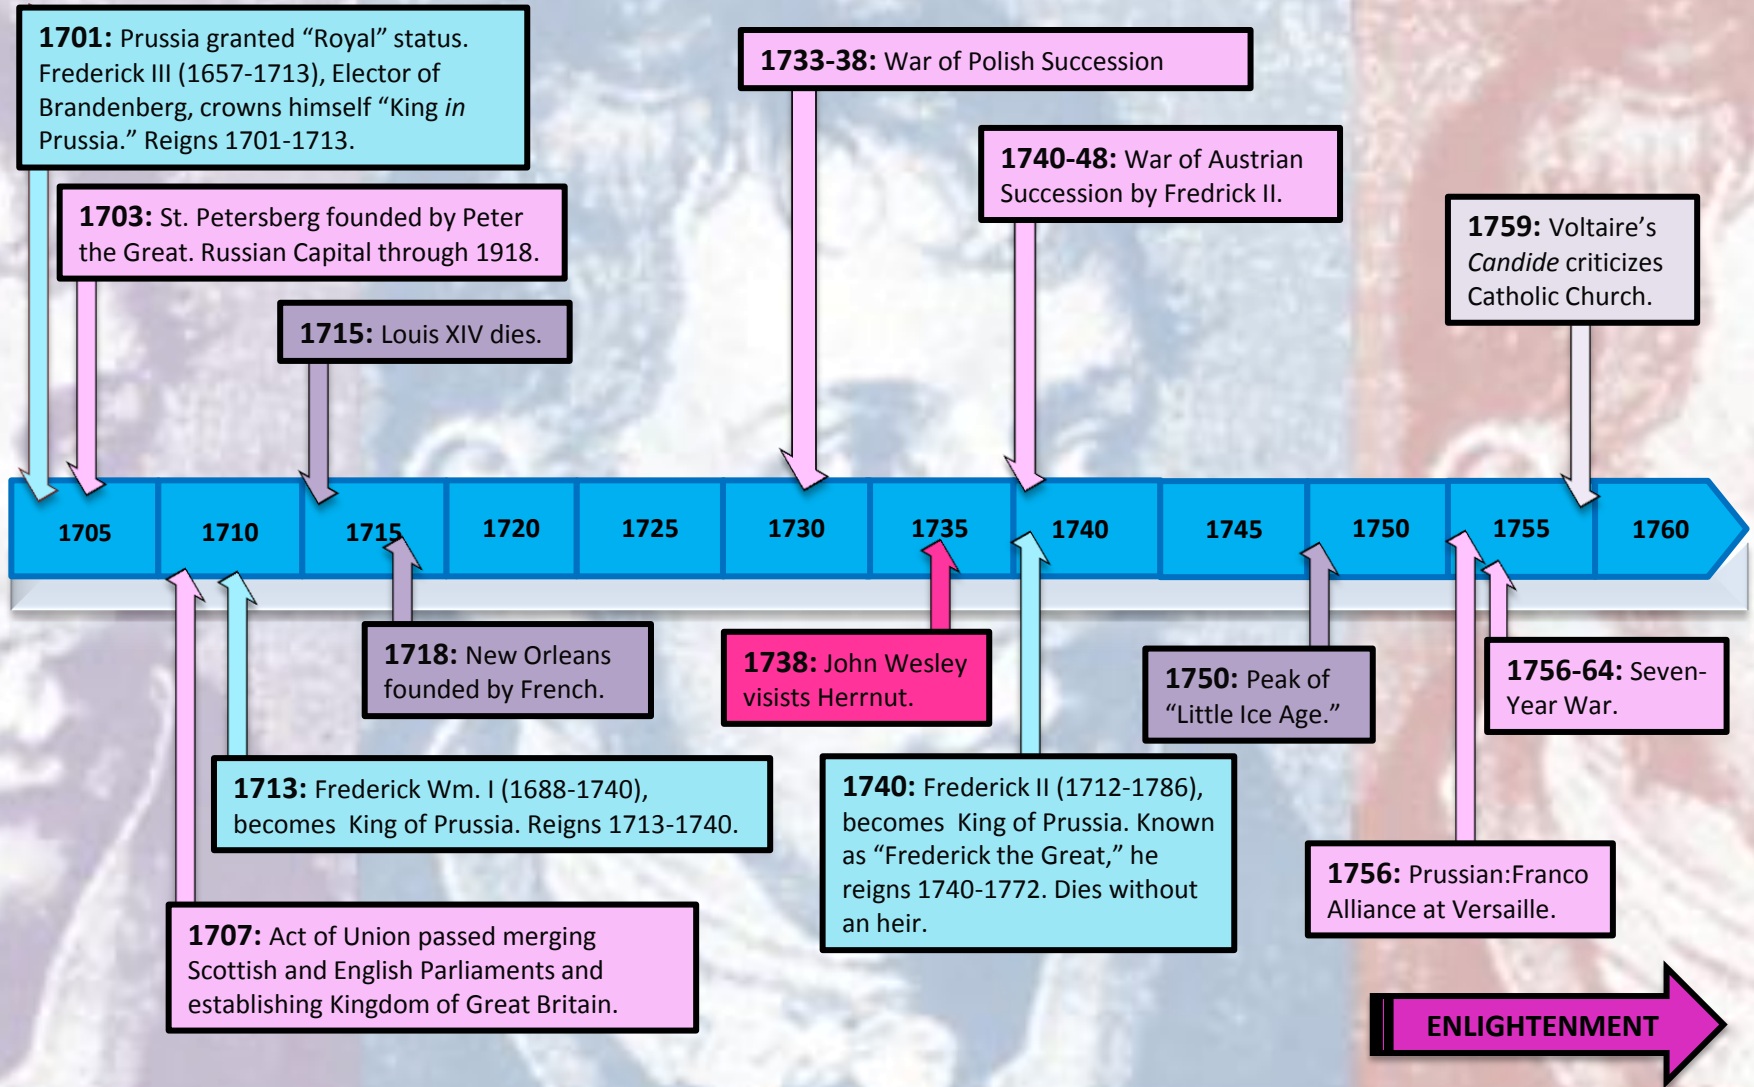 1701: Prussia granted “Royal” status.
Frederick III (1657-1713), Elector of
Brandenberg, crowns himself “King in
Prussia.” Reigns 1701-1713.
1733-38: War of Polish Succession
1740-48: War of Austrian
Succession by Fredrick II.
1703: St. Petersberg founded by Peter
the Great. Russian Capital through 1918.
1759: Voltaire’s
Candide criticizes
Catholic Church.
1715: Louis XIV dies.
1705 1710 1715 1720 1725 1730 1735 1740 1745 1750 1755 1760
1718: New Orleans
founded by French.
1738: John Wesley
visists Herrnut.
1750: Peak of
“Little Ice Age.”
1756-64: Seven-
Year War.
1713: Frederick Wm. I (1688-1740),
becomes  King of Prussia. Reigns 1713-1740.
1740: Frederick II (1712-1786),
becomes  King of Prussia. Known
as “Frederick the Great,” he
reigns 1740-1772. Dies without
an heir.
1756: Prussian:Franco
Alliance at Versaille.
1707: Act of Union passed merging
Scottish and English Parliaments and
establishing Kingdom of Great Britain.
ENLIGHTENMENT